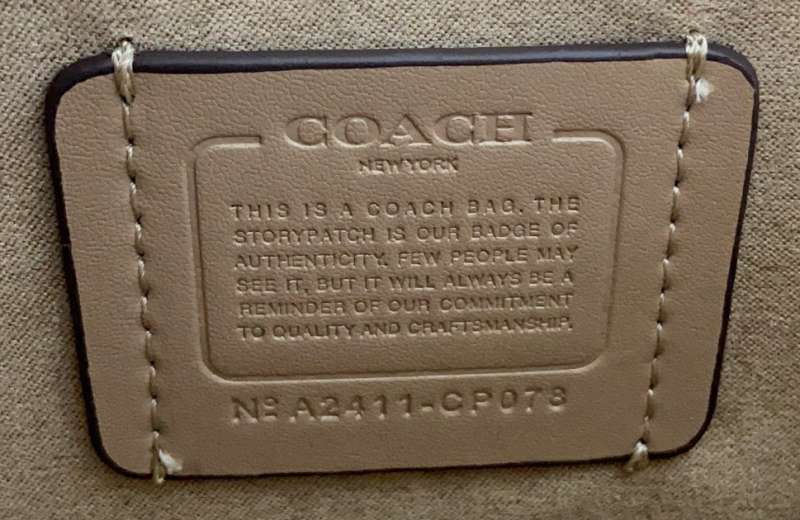 COACH
NEW YORK
THIS IS A COACH BAG. THE
STORYPATCH IS OUR BADGE OF
AUTHENTICITY. FEW PEOPLE MAY
SEE IT, BUT IT WILL ALWAYS BE A
REMINDER OF OUR COMMITMENT
TO QUALITY AND CRAFTSMANSHIP.
Nº A2411-CP073